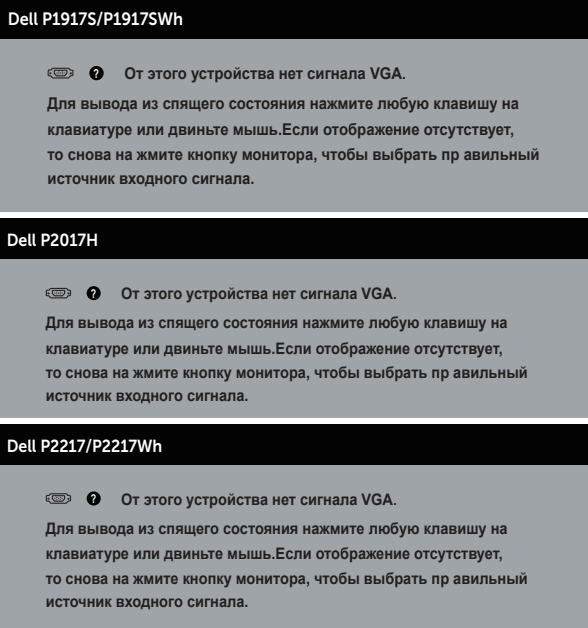 Dell P1917S/P1917SWh
От этого устройства нет сигнала VGA.
Для вывода из спящего состояния нажмите любую клавишу на
клавиатуре или двиньте мышь.Если отображение отсутствует,
то снова на жмите кнопку монитора, чтобы выбрать пр авильный
источник входного сигнала.
Dell P2017H
От этого устройства нет сигнала VGA.
Для вывода из спящего состояния нажмите любую клавишу на
клавиатуре или двиньте мышь.Если отображение отсутствует,
то снова на жмите кнопку монитора, чтобы выбрать пр авильный
источник входного сигнала.
Dell P2217/P2217Wh
От этого устройства нет сигнала VGA.
Для вывода из спящего состояния нажмите любую клавишу на
клавиатуре или двиньте мышь.Если отображение отсутствует,
то снова на жмите кнопку монитора, чтобы выбрать пр авильный
источник входного сигнала.